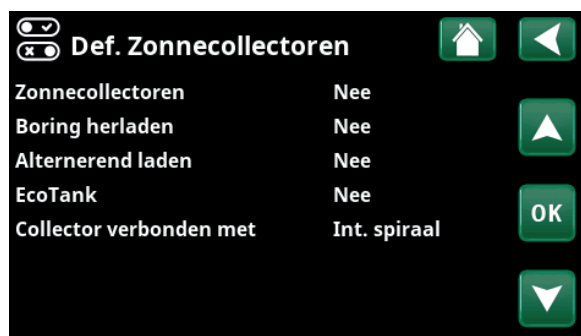 Def. Zonnecollectoren
Zonnecollectoren Nee
Boring herladen Nee
Alternerend laden Nee
EcoTank Nee
Collector verbonden met Int. spiraal
OK